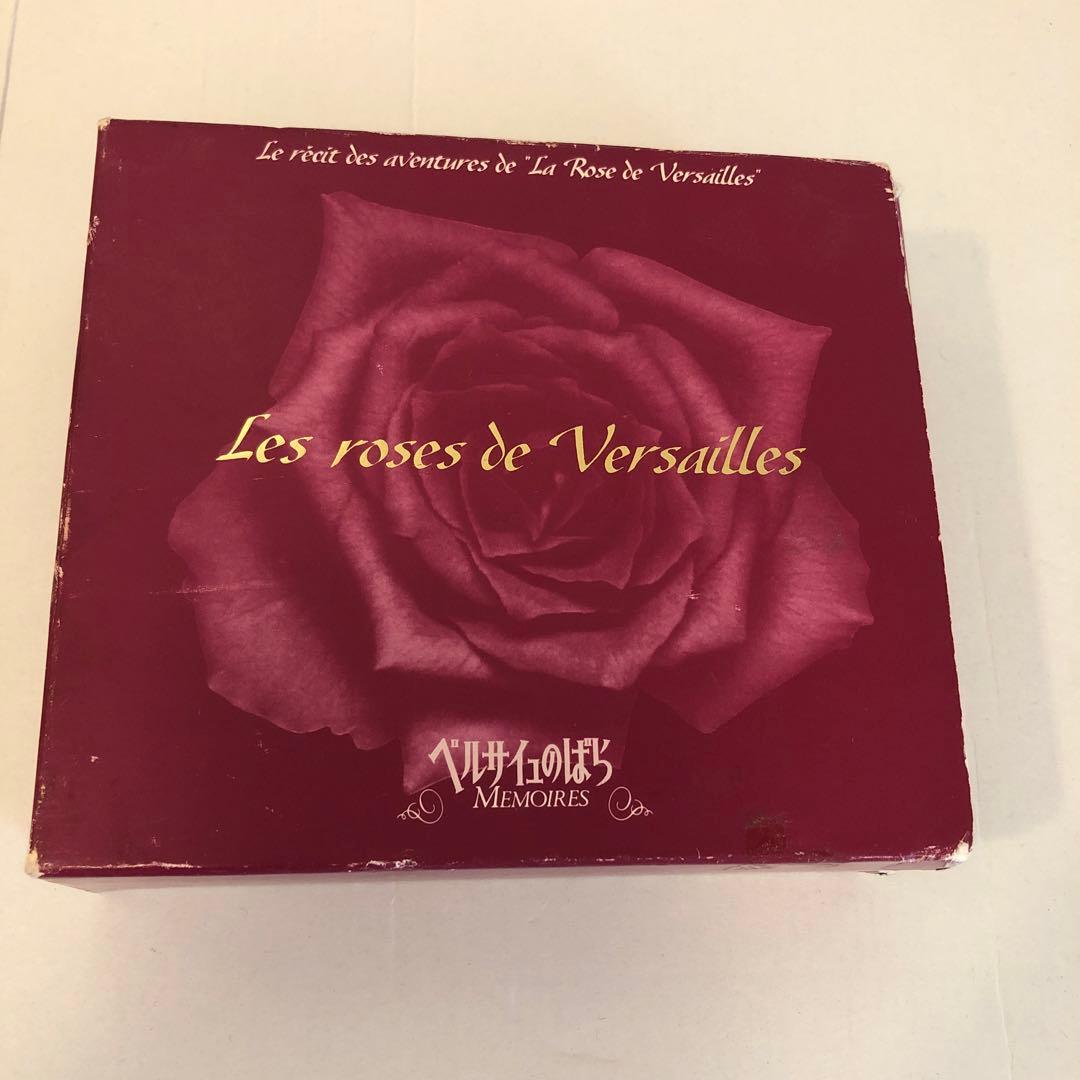 Le récit des aventures de "La Rose de Versailles"
Les roses de Versailles
ベルサイユのばら
MEMOIRES